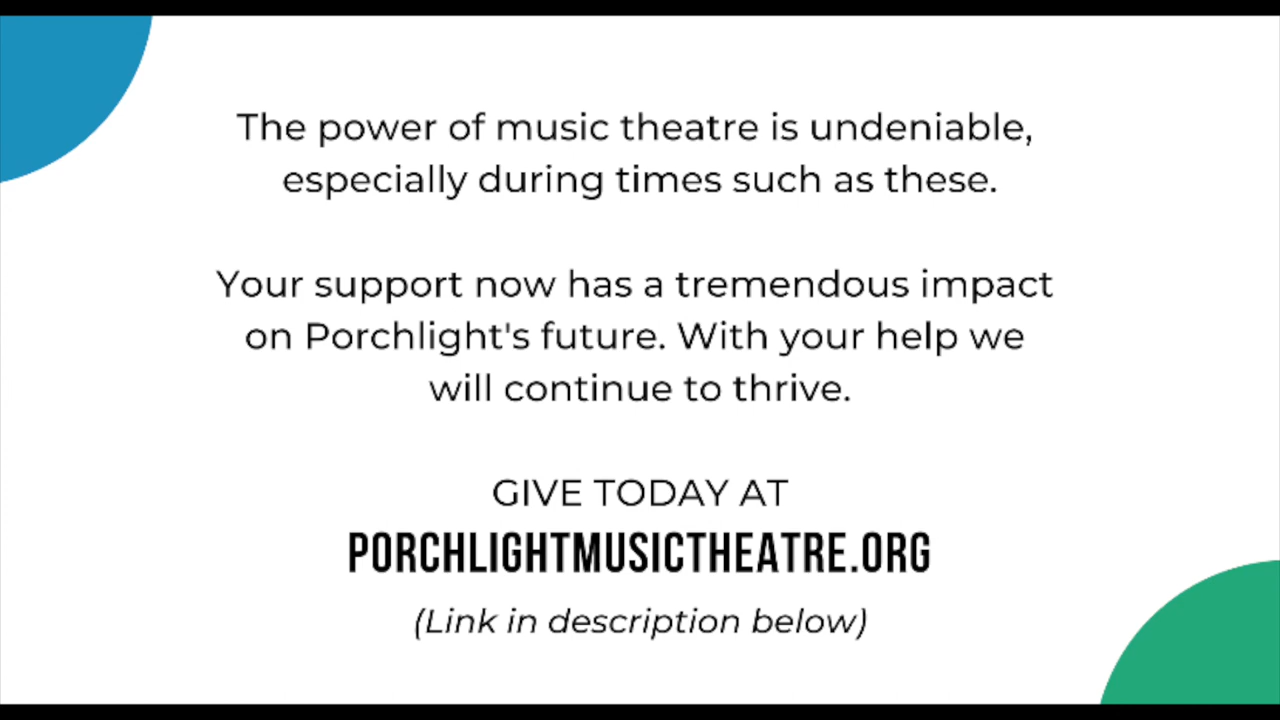 The power of music theatre is undeniable,
especially during times such as these.
Your support now has a tremendous impact
on Porchlight's future. With your help we
will continue to thrive.
GIVE TODAY AT
PORCHLIGHTMUSICTHEATRE.ORG
(Link in description below)